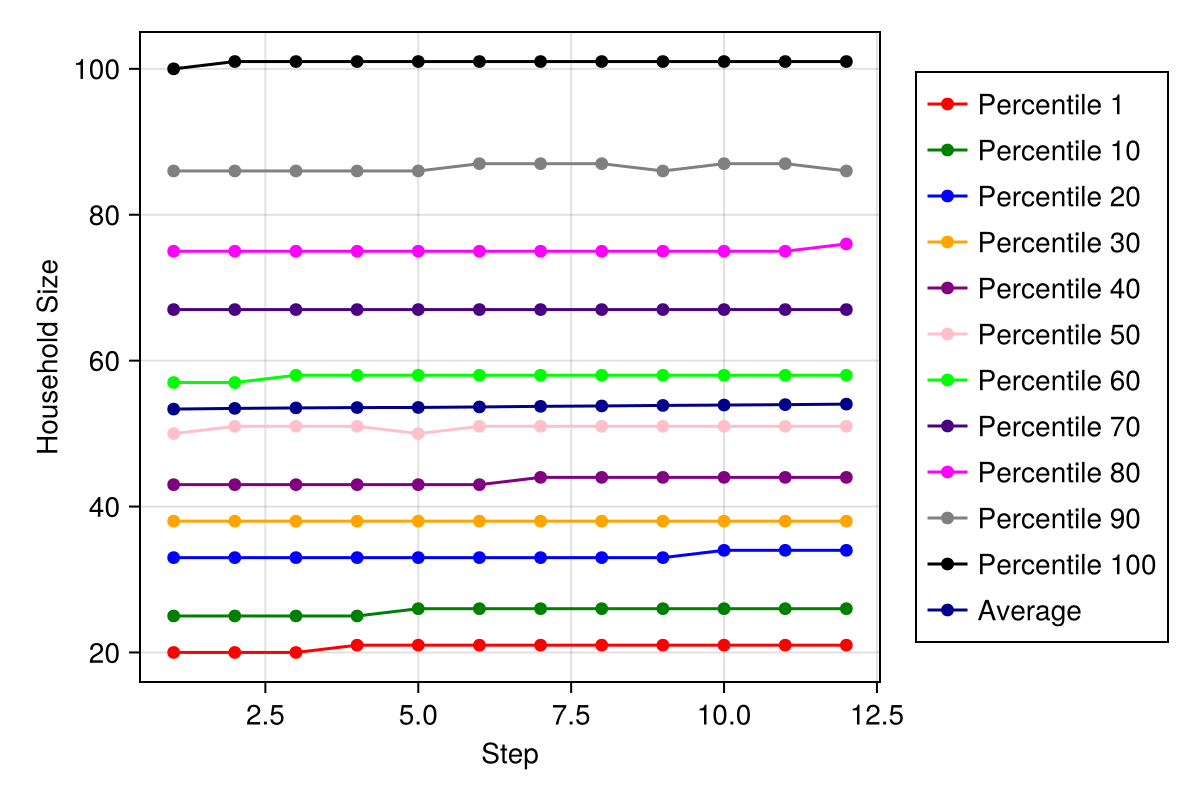 100
80
60
40
20
Household Size
2.5
5.0
7.5
10.0
12.5
Step
Percentile 1
Percentile 10
Percentile 20
Percentile 30
Percentile 40
Percentile 50
Percentile 60
Percentile 70
Percentile 80
Percentile 90
Percentile 100
Average